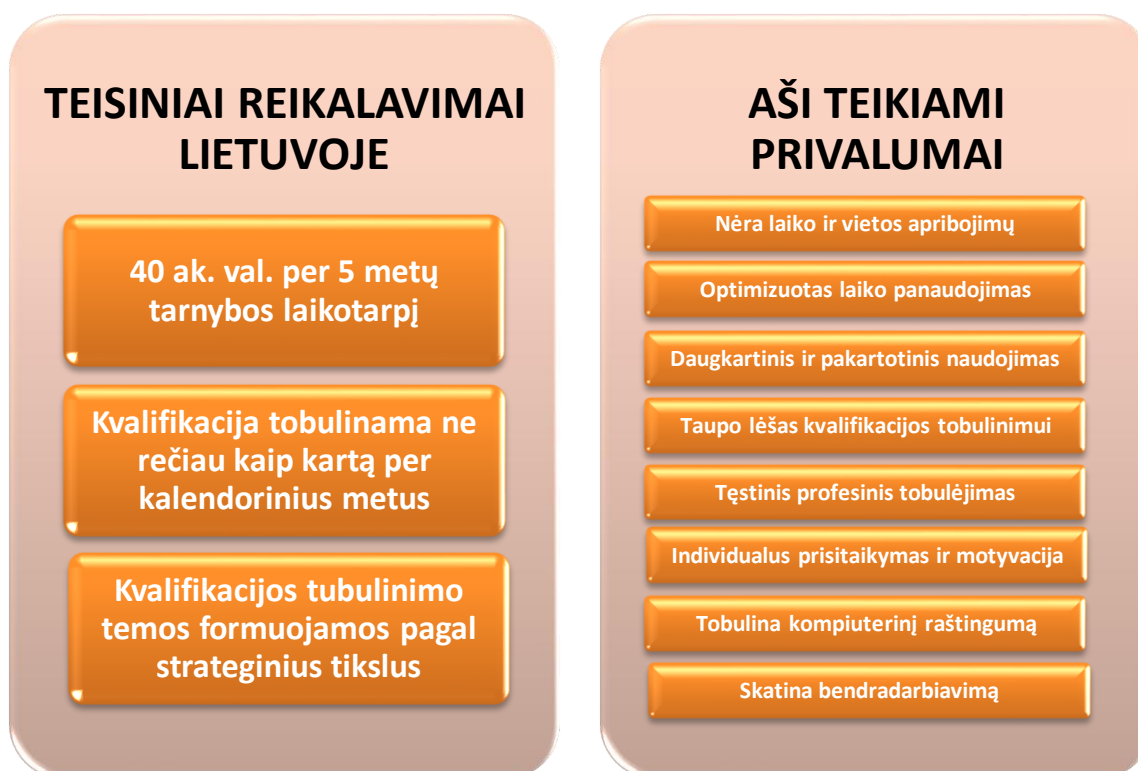 TEISINIAI REIKALAVIMAI
LIETUVOJE
40 ak. val. per 5 metų
tarnybos laikotarpį
Kvalifikacija tobulinama ne
rečiau kaip kartą per
kalendorinius metus
Kvalifikacijos tubulinimo
temos formuojamos pagal
strateginius tikslus
AŠI TEIKIAMI
PRIVALUMAI
Nėra laiko ir vietos apribojimų
Optimizuotas laiko panaudojimas
Daugkartinis ir pakartotinis naudojimas
Taupo lėšas kvalifikacijos tobulinimui
Tęstinis profesinis tobulėjimas
Individualus prisitaikymas ir motyvacija
Tobulina kompiuterinį raštingumą
Skatina bendradarbiavimą